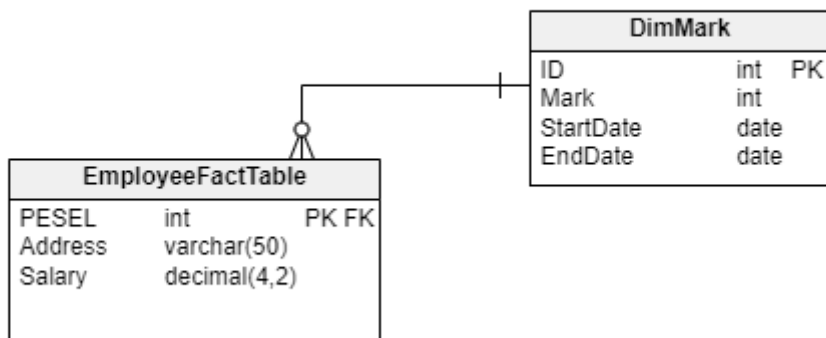 DimMark
ID int PK
Mark int
StartDate date
EndDate date
EmployeeFactTable
PESEL int PK FK
Address varchar(50)
Salary decimal(4,2)